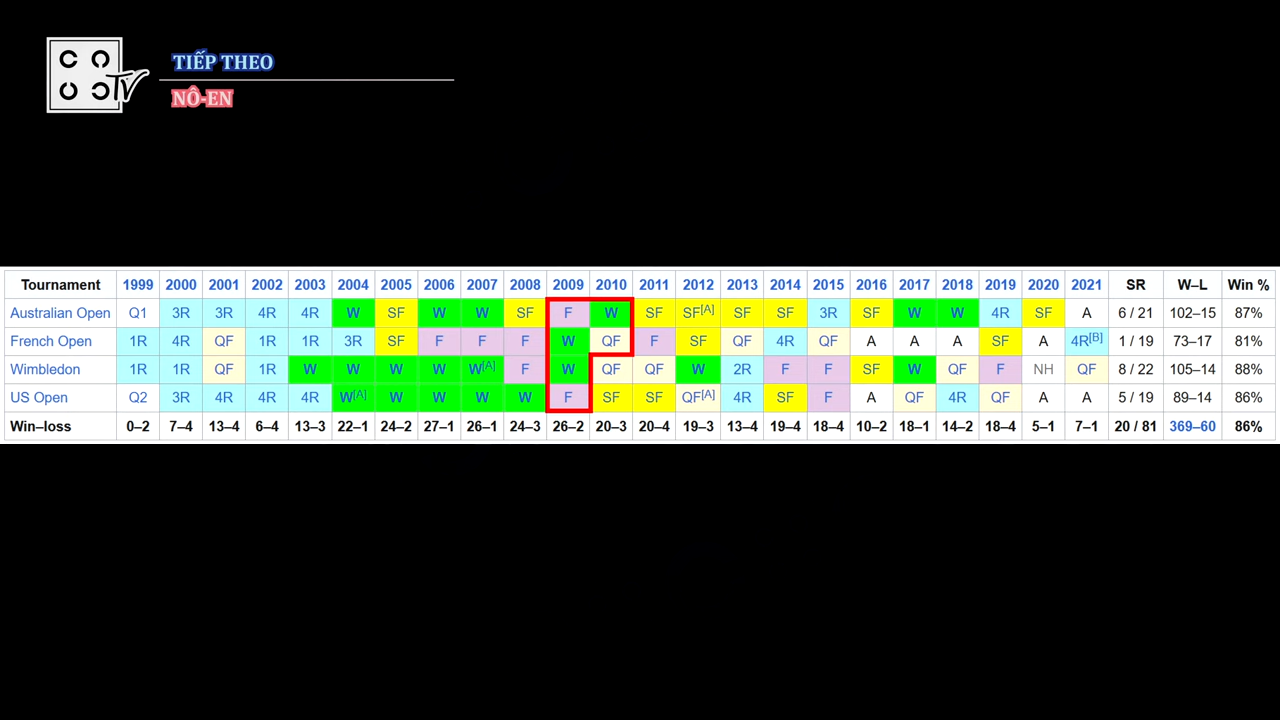 TV
TIẾP THEO
NÔ-EN
Tournament 1999 2000 2001 2002 2003 2004 2005 2006 2007 2008 2009 2010 2011 2012 2013 2014 2015 2016 2017 2018 2019 2020 2021 SR W–L Win %
Australian Open Q1 3R 3R 4R 4R W SF W W SF F W SF SF[A] SF SF 3R SF W W 4R SF A 6 / 21 102–15 87%
French Open 1R 4R QF 1R 1R 3R SF F F F W QF F SF QF 4R QF A A A SF A 4R[B] 1 / 19 73–17 81%
Wimbledon 1R 1R QF 1R W W W W W[A] F W QF QF W 2R F F SF W QF F NH QF 8 / 22 105–14 88%
US Open Q2 3R 4R 4R 4R W[A] W W W W F SF SF QF[A] 4R SF F A QF 4R QF A A 5 / 19 89–14 86%
Win–loss 0–2 7–4 13–4 6–4 13–3 22–1 24–2 27–1 26–1 24–3 26–2 20–3 20–4 19–3 13–4 19–4 18–4 10–2 18–1 14–2 18–4 5–1 7–1 20 / 81 369–60 86%